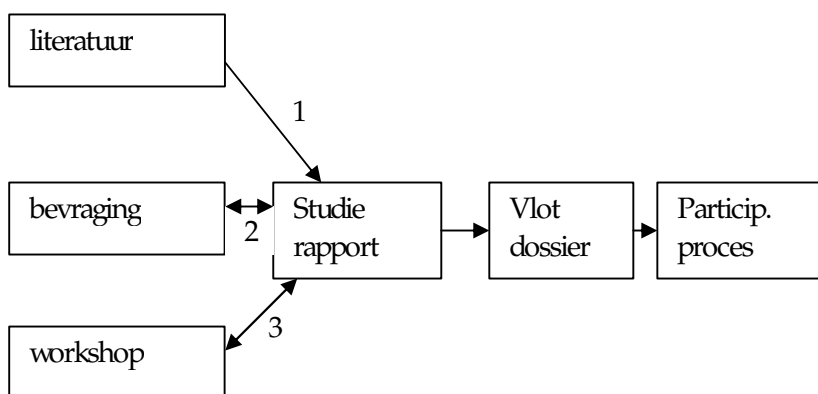 literatuur
1
bevraging
2
Studie
rapport
Vlot
dossier
Particip.
proces
3
workshop